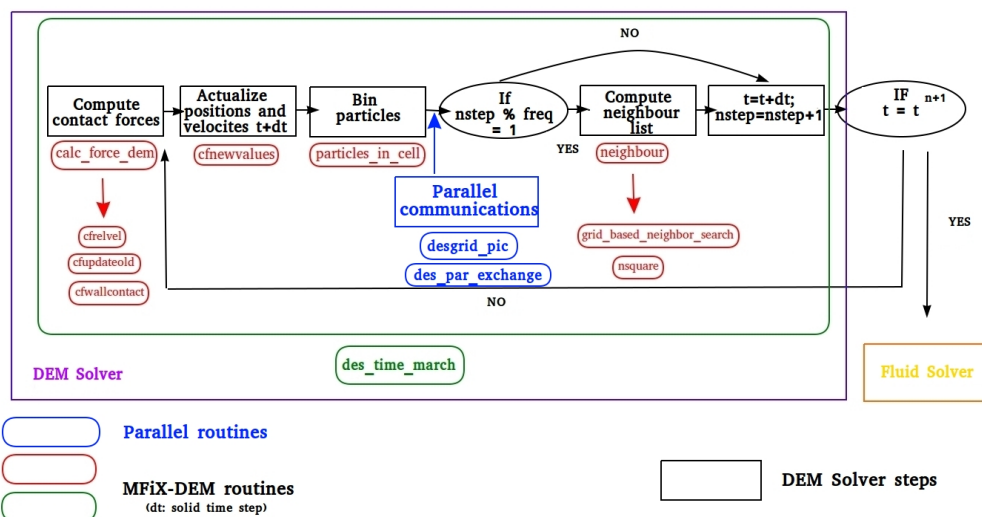 NO
Compute
contact forces
Actualize
positions and
velocites t+dt
Bin
particles
If
nstep % freq
= 1
Compute
neighbour
list
t=t+dt;
nstep=nstep+1
IF
t = t n+1
YES
calc_force_dem
cfnewvalues
particles_in_cell
neighbour
Parallel
communications
desgrid_pic
des_par_exchange
cfrelvel
cfupdateold
cfwallcontact
grid_based_neighbor_search
nsquare
YES
NO
des_time_march
DEM Solver
Fluid Solver
Parallel routines
MFiX-DEM routines
(dt: solid time step)
DEM Solver steps